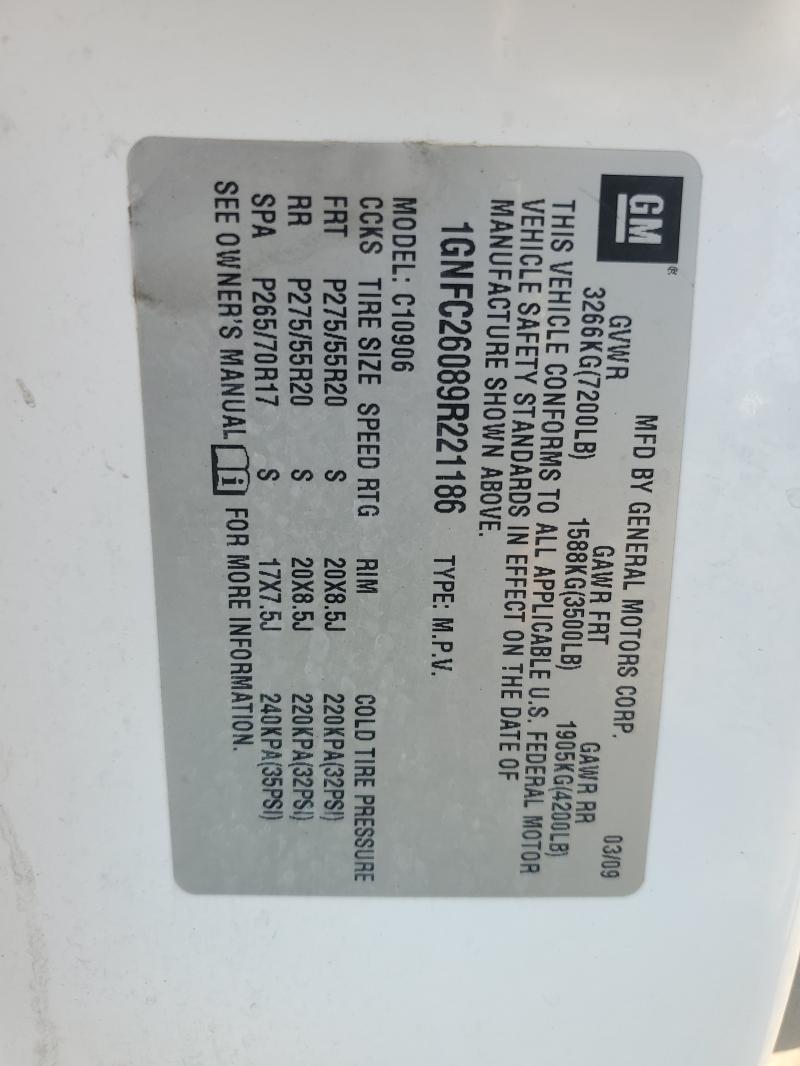 GM®
MFD BY GENERAL MOTORS CORP. 03/09
GVWR GAWR FRT GAWR RR
3266KG(7200LB) 1588KG(3500LB) 1905KG(4200LB)
THIS VEHICLE CONFORMS TO ALL APPLICABLE U.S. FEDERAL MOTOR
VEHICLE SAFETY STANDARDS IN EFFECT ON THE DATE OF
MANUFACTURE SHOWN ABOVE.
1GNFC26089R221186 TYPE: M.P.V.
MODEL: C10906
CCKS TIRE SIZE SPEED RTG RIM COLD TIRE PRESSURE
FRT P275/55R20 S 20X8.5J 220KPA(32PSI)
RR P275/55R20 S 20X8.5J 220KPA(32PSI)
SPA P265/70R17 S 17X7.5J 240KPA(35PSI)
SEE OWNER'S MANUAL i FOR MORE INFORMATION.